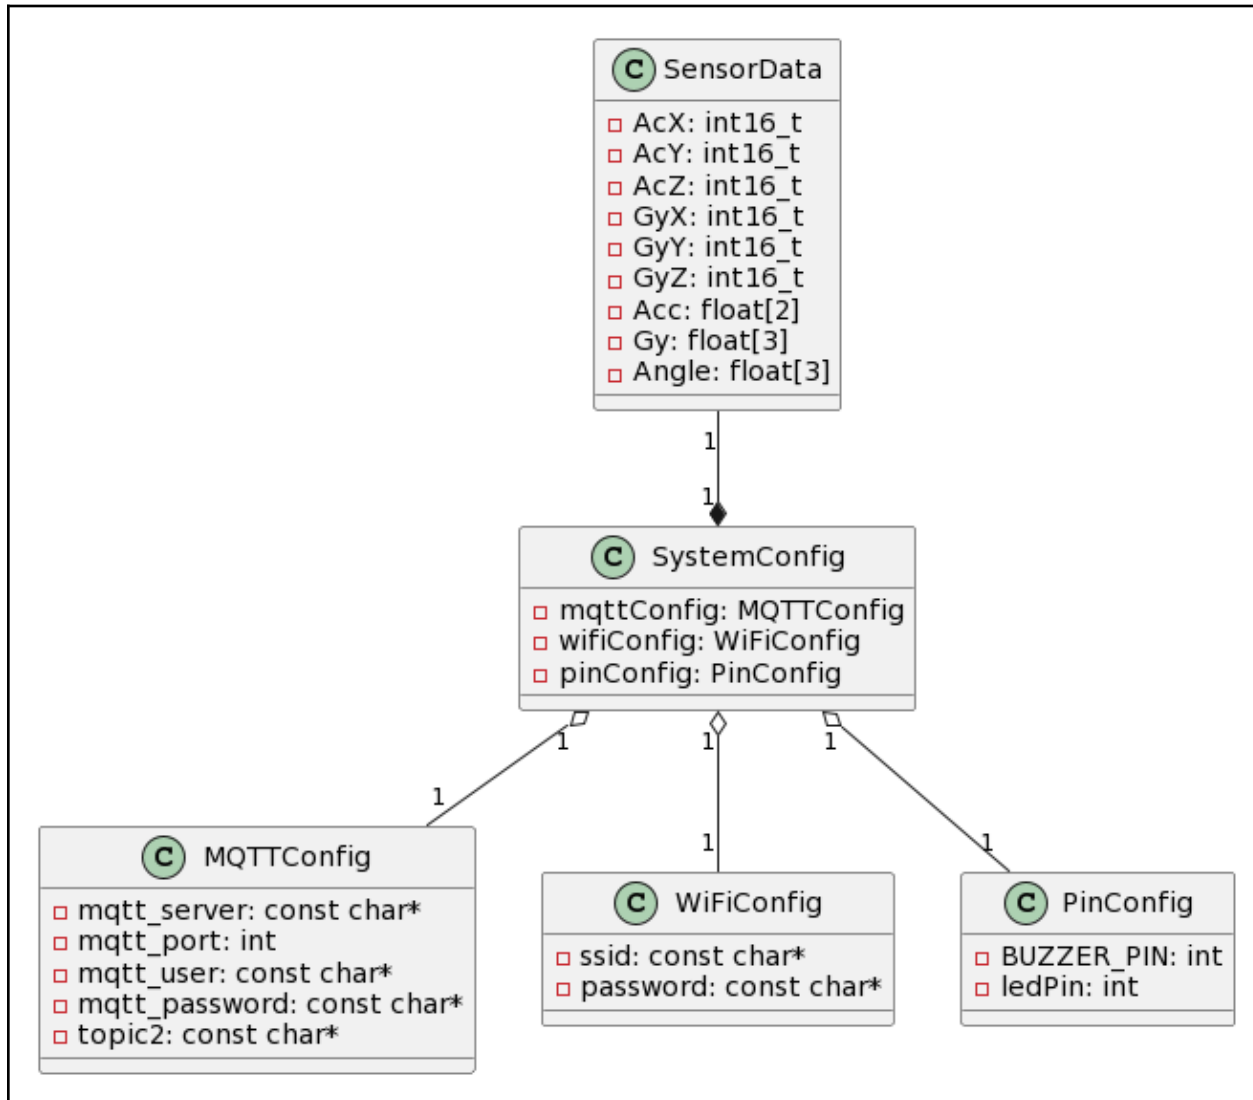 C SensorData
AcX: int16_t
AcY: int16_t
AcZ: int16_t
GyX: int16_t
GyY: int16_t
GyZ: int16_t
Acc: float[2]
Gy: float[3]
Angle: float[3]
1
1
C SystemConfig
mqttConfig: MQTTConfig
wifiConfig: WiFiConfig
pinConfig: PinConfig
1
1
1
1
1
1
C MQTTConfig
mqtt_server: const char*
mqtt_port: int
mqtt_user: const char*
mqtt_password: const char*
topic2: const char*
C WiFiConfig
ssid: const char*
password: const char*
C PinConfig
BUZZER_PIN: int
ledPin: int